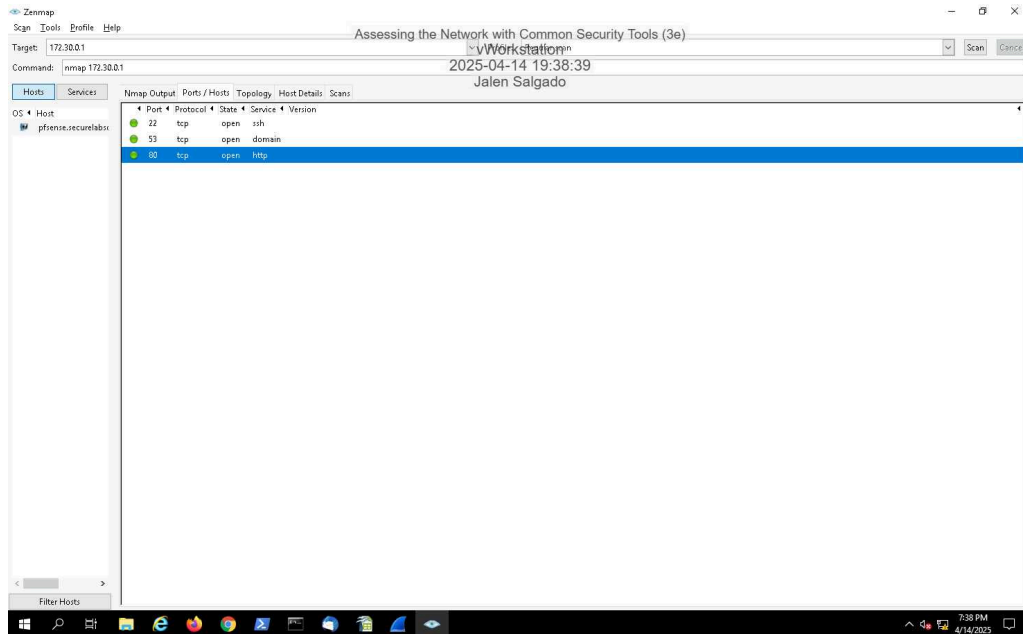 Zenmap
Scan Tools Profile Help
Assessing the Network with Common Security Tools (3e)
Target: 172.30.0.1
vWorkstation
Scan
Cance
Command: nmap 172.30.0.1
2025-04-14 19:38:39
Jalen Salgado
Hosts Services
Nmap Output Ports / Hosts Topology Host Details Scans
OS Host
Port Protocol State Service Version
pfsense.securelabs
22 tcp open ssh
53 tcp open domain
80 tcp open http
Filter Hosts
7:38 PM
4/14/2025